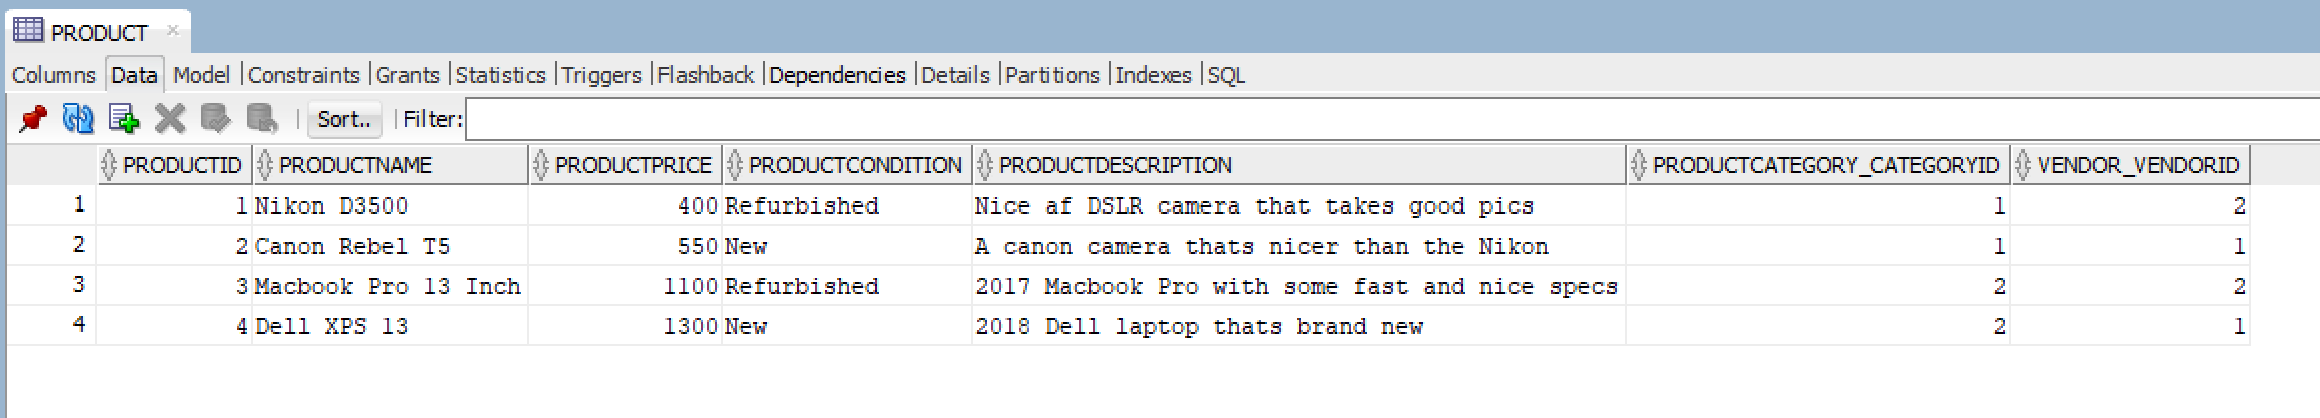 PRODUCT
Columns Data Model Constraints Grants Statistics Triggers Flashback Dependencies Details Partitions Indexes SQL
Sort.. Filter:
PRODUCTID PRODUCTNAME PRODUCTPRICE PRODUCTCONDITION PRODUCTDESCRIPTION PRODUCTCATEGORY_CATEGORYID VENDOR_VENDORID
1 1 Nikon D3500 400 Refurbished Nice af DSLR camera that takes good pics 1 2
2 2 Canon Rebel T5 550 New A canon camera thats nicer than the Nikon 1 1
3 3 Macbook Pro 13 Inch 1100 Refurbished 2017 Macbook Pro with some fast and nice specs 2 2
4 4 Dell XPS 13 1300 New 2018 Dell laptop thats brand new 2 1